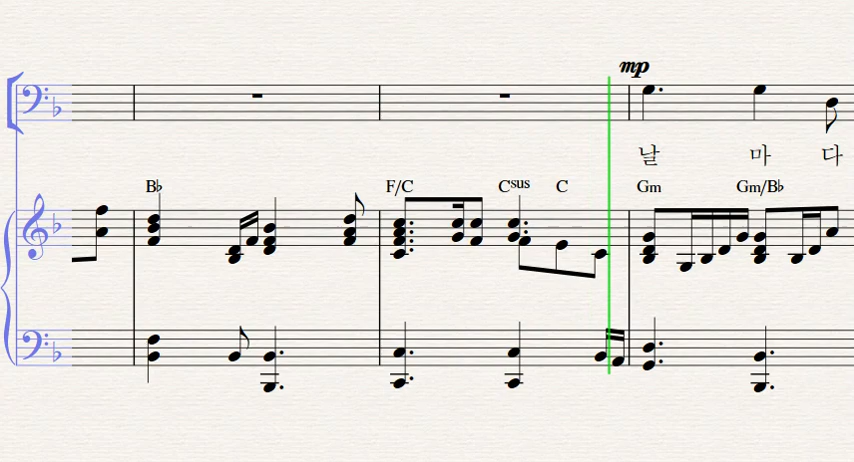 mp
날 마 다
B♭ F/C Csus C Gm Gm/B♭